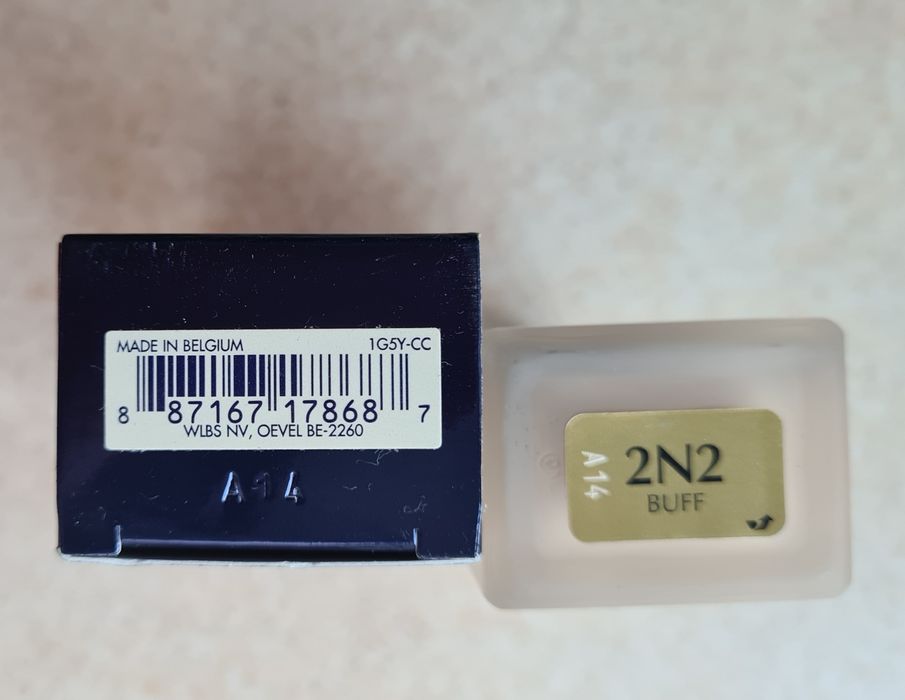 MADE IN BELGIUM 1G5Y-CC
8 87167 17868 7
WLBS NV, OEVEL BE-2260
A14
A14
2N2
BUFF